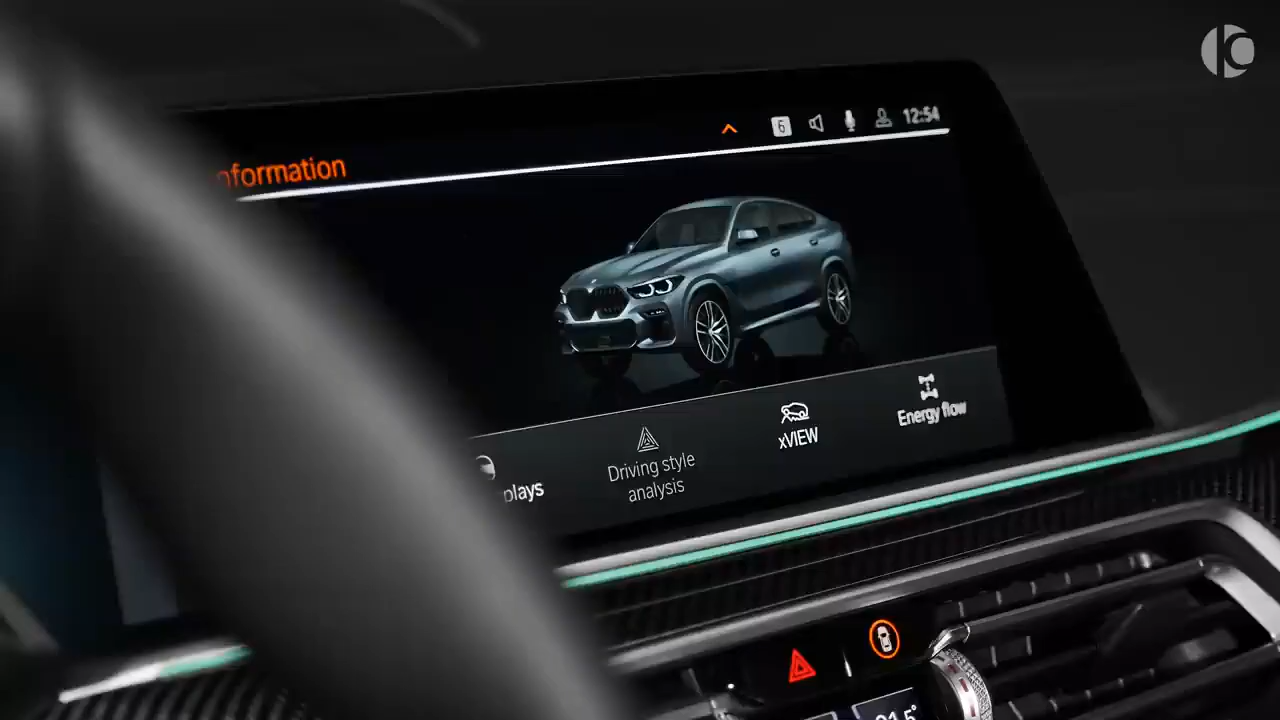 6 12:54
nformation
plays
Driving style
analysis
xVIEW
Energy flow